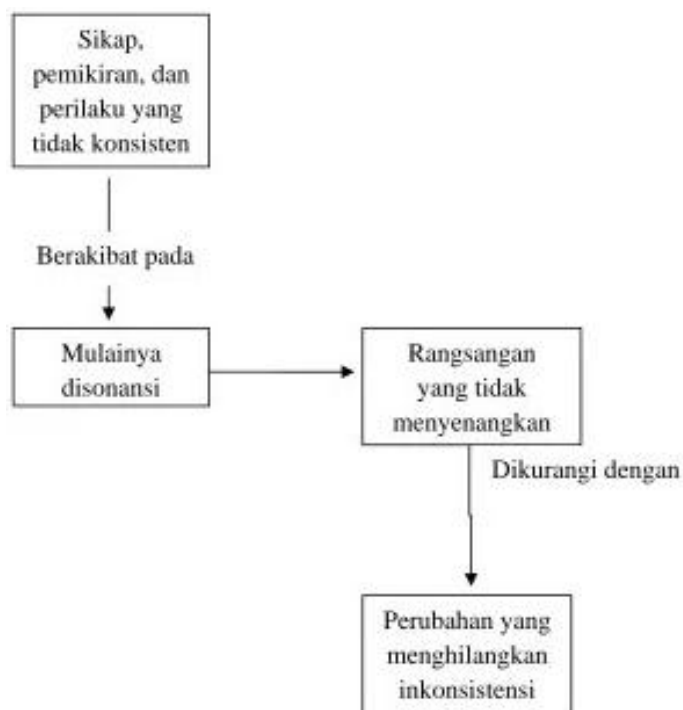 Sikap,
pemikiran, dan
perilaku yang
tidak konsisten
Berakibat pada
Mulainya
disonansi
Rangsangan
yang tidak
menyenangkan
Dikurangi dengan
Perubahan yang
menghilangkan
inkonsistensi